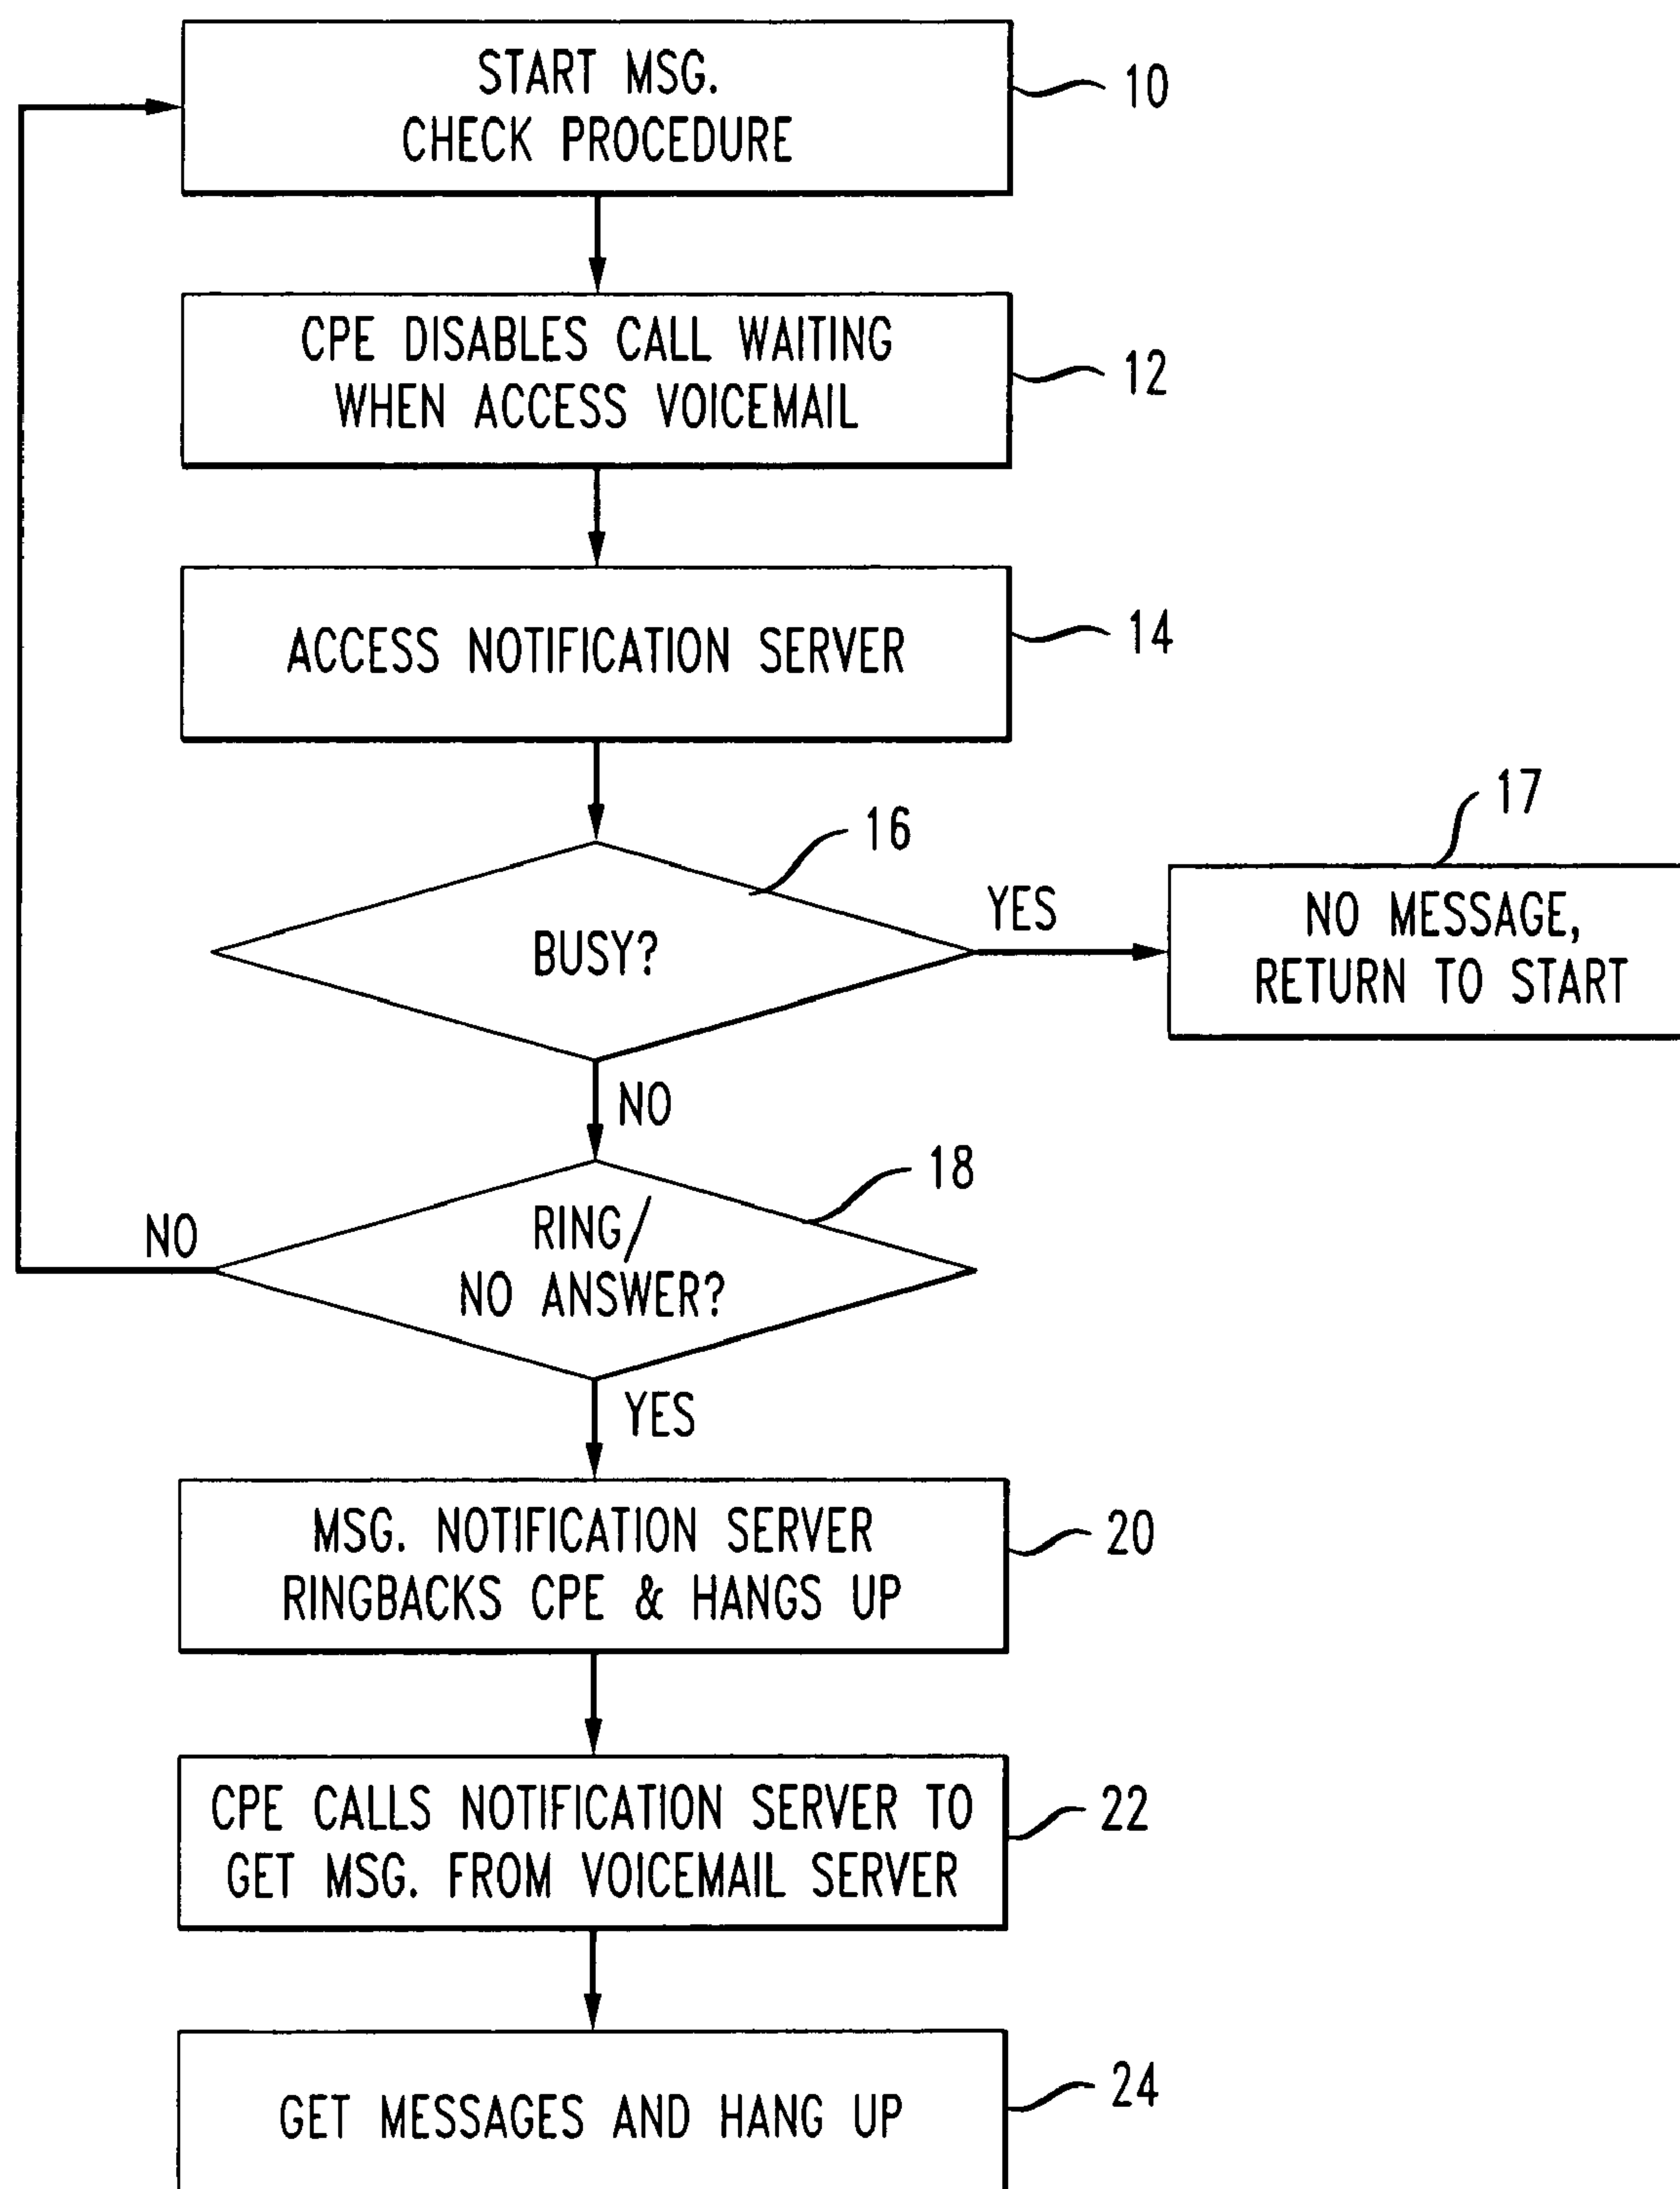 START MSG.
CHECK PROCEDURE
10
CPE DISABLES CALL WAITING
WHEN ACCESS VOICEMAIL
12
ACCESS NOTIFICATION SERVER
14
16
17
BUSY?
YES
NO MESSAGE,
RETURN TO START
NO
18
NO
RING/
NO ANSWER?
YES
MSG. NOTIFICATION SERVER
RINGBACKS CPE & HANGS UP
20
CPE CALLS NOTIFICATION SERVER TO
GET MSG. FROM VOICEMAIL SERVER
22
GET MESSAGES AND HANG UP
24